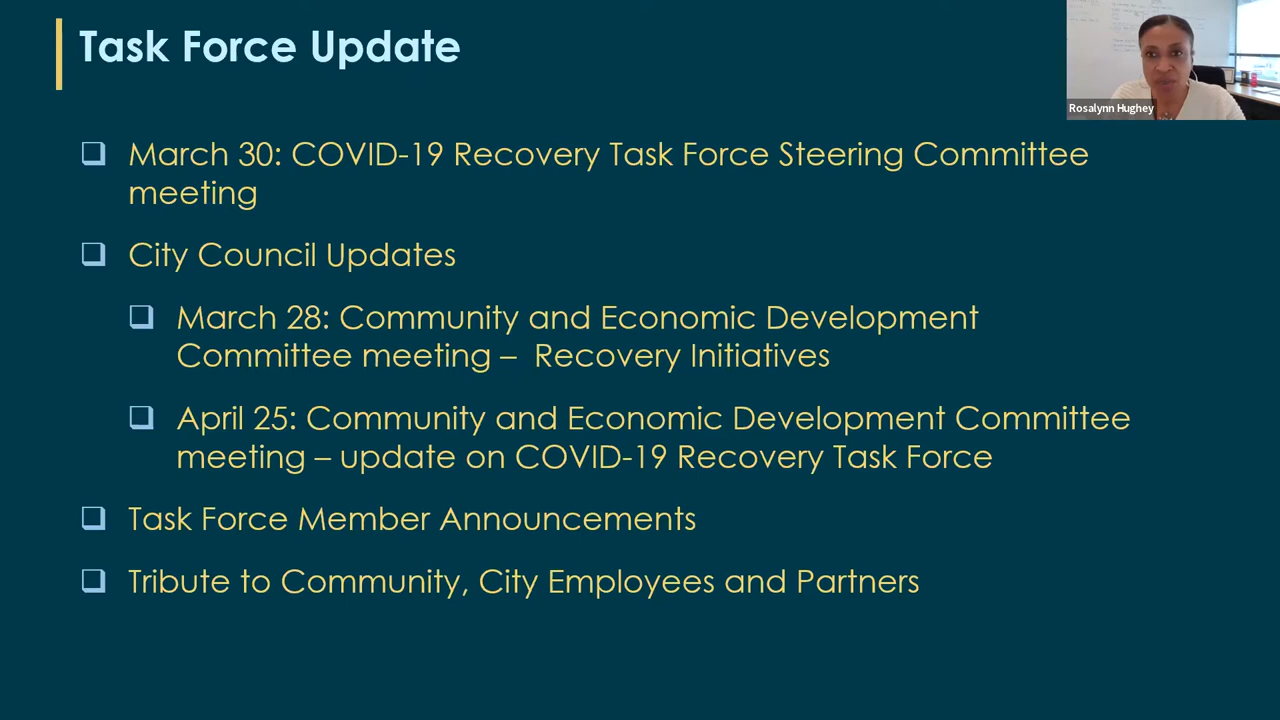 Task Force Update
Rosalynn Hughey
❑ March 30: COVID-19 Recovery Task Force Steering Committee
meeting
❑ City Council Updates
❑ March 28: Community and Economic Development
Committee meeting – Recovery Initiatives
❑ April 25: Community and Economic Development Committee
meeting – update on COVID-19 Recovery Task Force
❑ Task Force Member Announcements
❑ Tribute to Community, City Employees and Partners